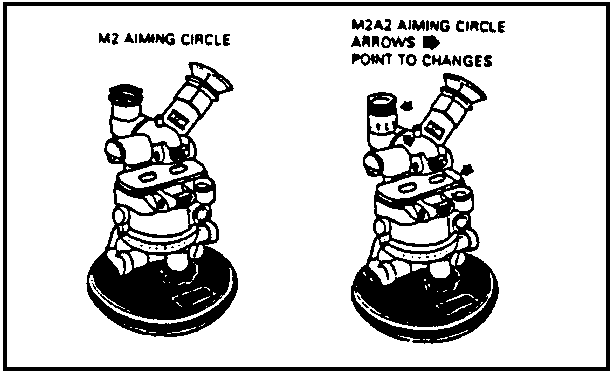 M2 AIMING CIRCLE
M2A2 AIMING CIRCLE
ARROWS
POINT TO CHANGES